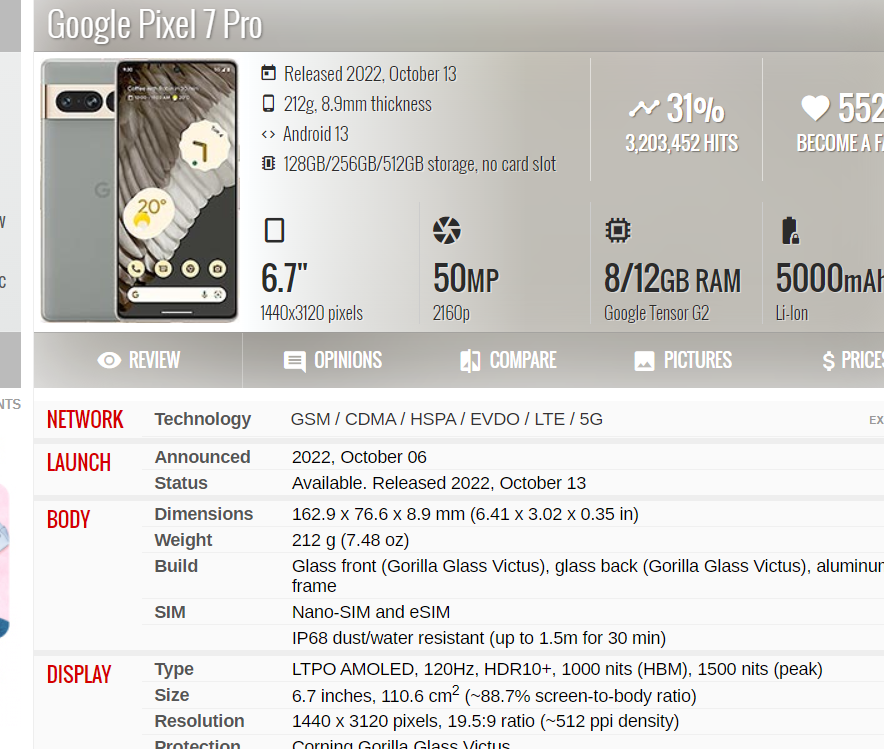 Google Pixel 7 Pro
Released 2022, October 13
212g, 8.9mm thickness
Android 13
128GB/256GB/512GB storage, no card slot
31%
3,203,452 HITS
552
BECOME A FA
20°
G
6.7"
1440x3120 pixels
50MP
2160p
8/12GB RAM
Google Tensor G2
5000mAh
Li-Ion
REVIEW
OPINIONS
COMPARE
PICTURES
PRICES
NTS
NETWORK
Technology
GSM / CDMA / HSPA / EVDO / LTE / 5G
EX
LAUNCH
Announced
2022, October 06
Status
Available. Released 2022, October 13
BODY
Dimensions
162.9 x 76.6 x 8.9 mm (6.41 x 3.02 x 0.35 in)
Weight
212 g (7.48 oz)
Build
Glass front (Gorilla Glass Victus), glass back (Gorilla Glass Victus), aluminum
frame
SIM
Nano-SIM and eSIM
IP68 dust/water resistant (up to 1.5m for 30 min)
DISPLAY
Type
LTPO AMOLED, 120Hz, HDR10+, 1000 nits (HBM), 1500 nits (peak)
Size
6.7 inches, 110.6 cm2 (~88.7% screen-to-body ratio)
Resolution
1440 x 3120 pixels, 19.5:9 ratio (~512 ppi density)
Protection
Corning Gorilla Glass Victus